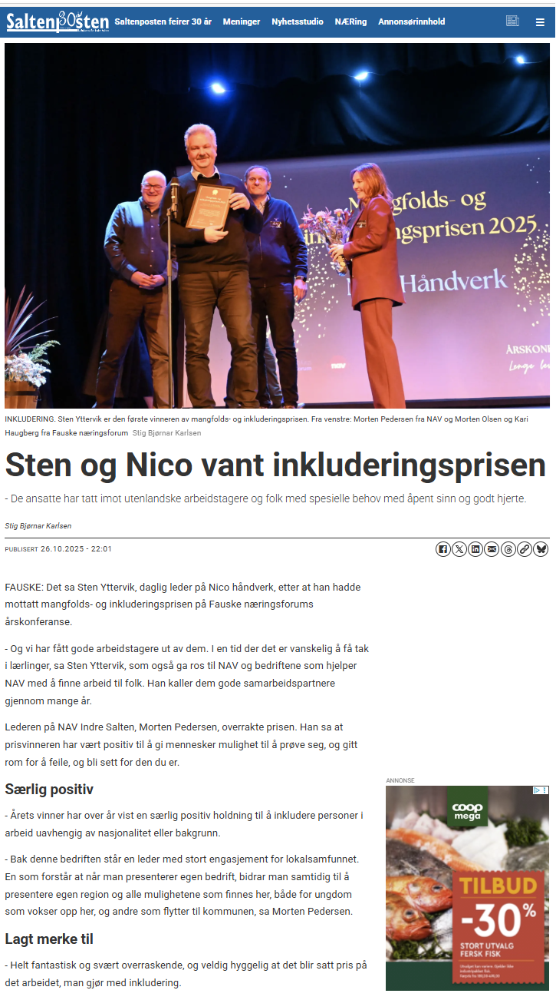 Saltenposten 30 år
Saltenposten feirer 30 år Meninger Nyhetsstudio NÆRing Annonsørinnhold
Mangfolds- og
ingsprisen 2025
Håndverk
ÅRSKON
Lenge le
nav
INKLUDERING. Sten Yttervik er den første vinneren av mangfolds- og inkluderingsprisen. Fra venstre: Morten Pedersen fra NAV og Morten Olsen og Kari
Haugberg fra Fauske næringsforum Stig Bjørnar Karlsen
Sten og Nico vant inkluderingsprisen
- De ansatte har tatt imot utenlandske arbeidstagere og folk med spesielle behov med åpent sinn og godt hjerte.
Stig Bjørnar Karlsen
PUBLISERT 26.10.2025 - 22:01
FAUSKE: Det sa Sten Yttervik, daglig leder på Nico håndverk, etter at han hadde
mottatt mangfolds- og inkluderingsprisen på Fauske næringsforums
årskonferanse.
- Og vi har fått gode arbeidstagere ut av dem. I en tid der det er vanskelig å få tak
i lærlinger, sa Sten Yttervik, som også ga ros til NAV og bedriftene som hjelper
NAV med å finne arbeid til folk. Han kaller dem gode samarbeidspartnere
gjennom mange år.
Lederen på NAV Indre Salten, Morten Pedersen, overrakte prisen. Han sa at
prisvinneren har vært positiv til å gi mennesker mulighet til å prøve seg, og gitt
rom for å feile, og bli sett for den du er.
Særlig positiv
- Årets vinner har over år vist en særlig positiv holdning til å inkludere personer i
arbeid uavhengig av nasjonalitet eller bakgrunn.
- Bak denne bedriften står en leder med stort engasjement for lokalsamfunnet.
En som forstår at når man presenterer egen bedrift, bidrar man samtidig til å
presentere egen region og alle mulighetene som finnes her, både for ungdom
som vokser opp her, og andre som flytter til kommunen, sa Morten Pedersen.
Lagt merke til
- Helt fantastisk og svært overraskende, og veldig hyggelig at det blir satt pris på
det arbeidet, man gjør med inkludering.
ANNONSE
coop
mega
TILBUD
-30%
STORT UTVALG
FERSK FISK